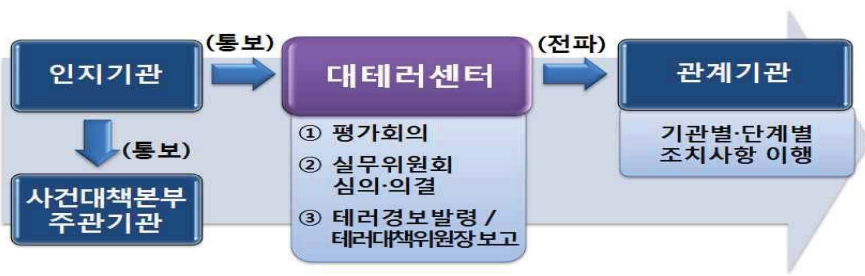 인지기관
(통보)
대테러센터
(전파)
관계기관
(통보)
사건대책본부
주관기관
① 평가회의
② 실무위원회
심의·의결
③ 테러경보발령 /
테러대책위원장 보고
기관별·단계별
조치사항 이행